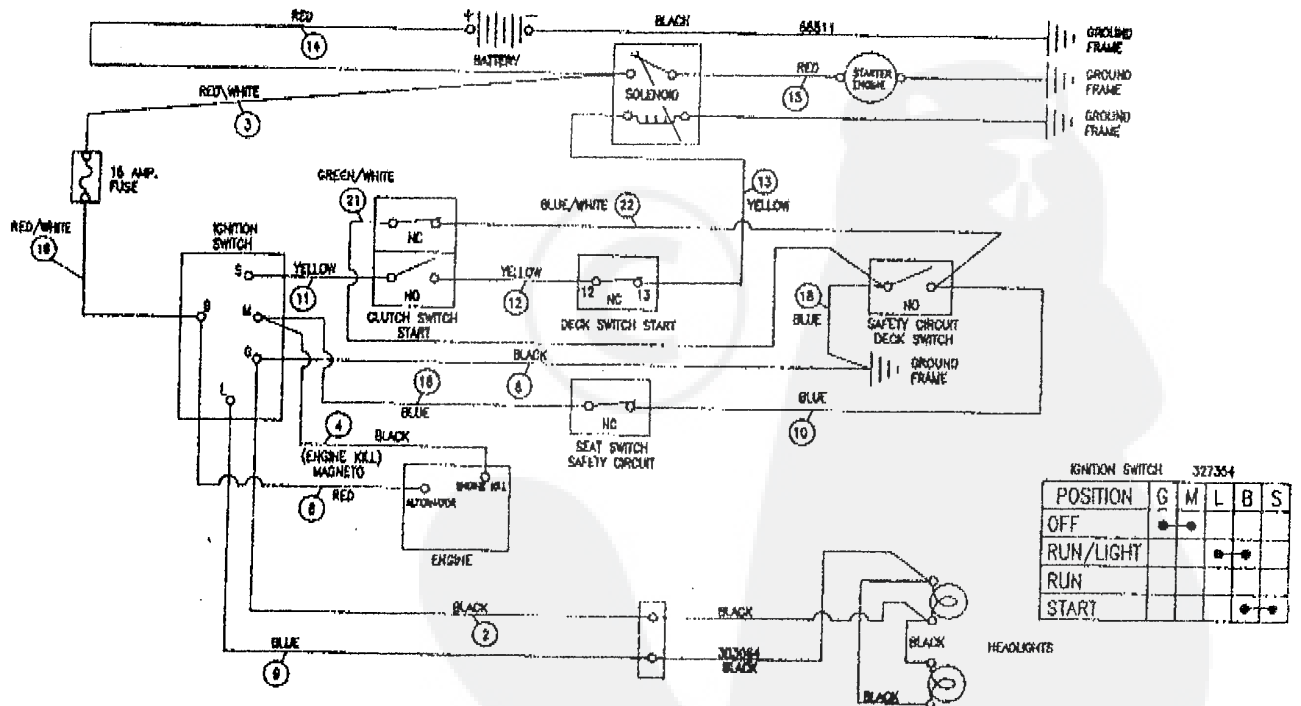 RED
14
+
-
BATTERY
BLACK
66811
GROUND
FRAME
RED\WHITE
3
SOLENOID
RED
15
STARTER
ENGINE
GROUND
FRAME
GROUND
FRAME
16 AMP.
FUSE
GREEN/WHITE
21
BLUE/WHITE
22
13
YELLOW
RED/WHITE
16
IGNITION
SWITCH
NC
S
YELLOW
11
NO
YELLOW
12
12
NC
13
CLUTCH SWITCH
START
DECK SWITCH START
18
BLUE
NO
SAFETY CIRCUIT
DECK SWITCH
B
M
G
L
BLACK
GROUND
FRAME
BLUE
NC
SEAT SWITCH
SAFETY CIRCUIT
BLUE
10
4
BLACK
(ENGINE KILL)
MAGNETO
RED
ENGINE
BLACK
2
BLACK
BLUE
9
303064
BLACK
BLACK
BLACK
HEADLIGHTS
IGNITION SWITCH 327354
POSITION G M L B S
OFF
RUN/LIGHT
RUN
START